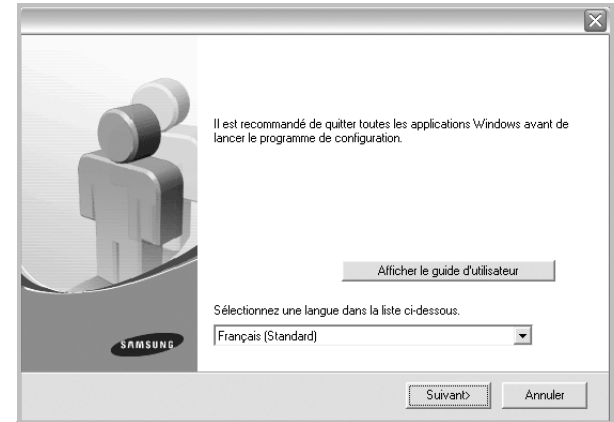 Il est recommandé de quitter toutes les applications Windows avant de
lancer le programme de configuration.
Afficher le guide d'utilisateur
Sélectionnez une langue dans la liste ci-dessous.
SAMSUNG
Français (Standard)
Suivant>
Annuler